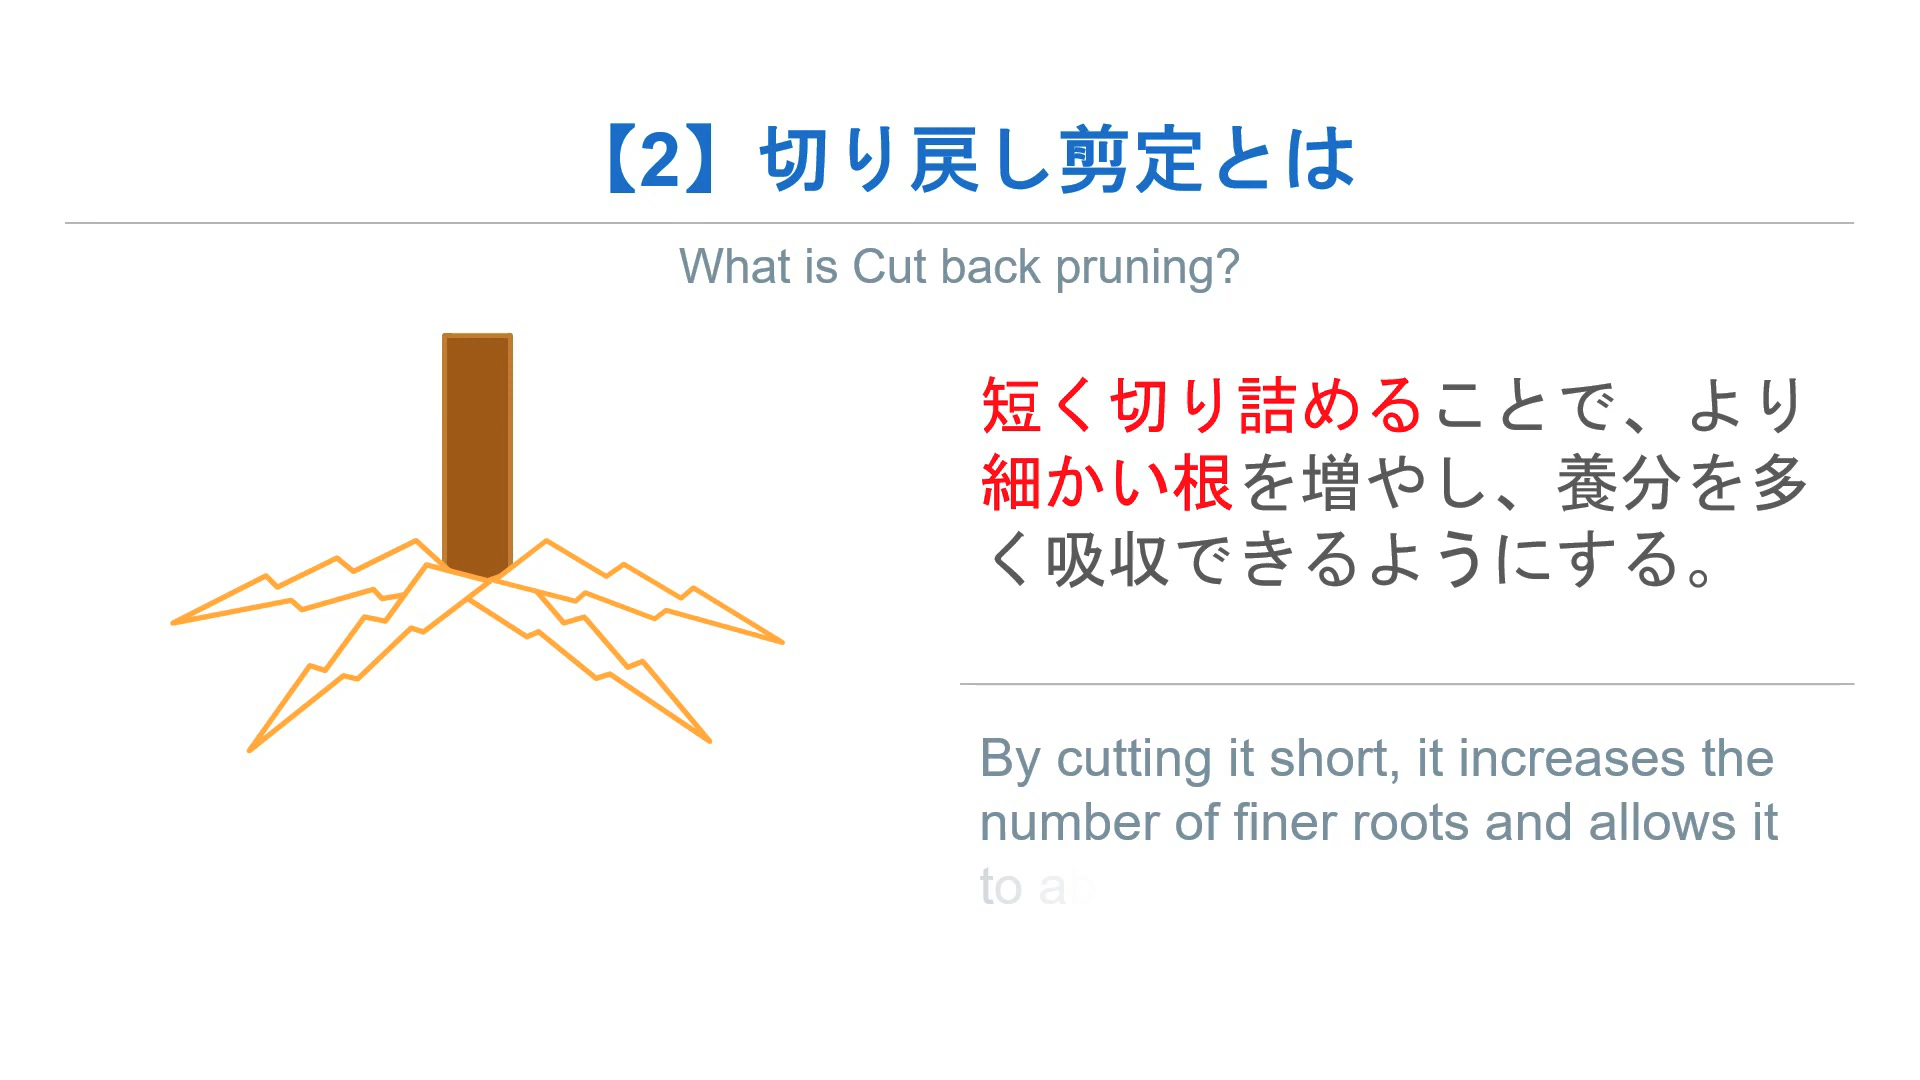 【2】切り戻し剪定とは
What is Cut back pruning?
短く切り詰めることで、より
細かい根を増やし、養分を多
く吸収できるようにする。
By cutting it short, it increases the
number of finer roots and allows it
to ab